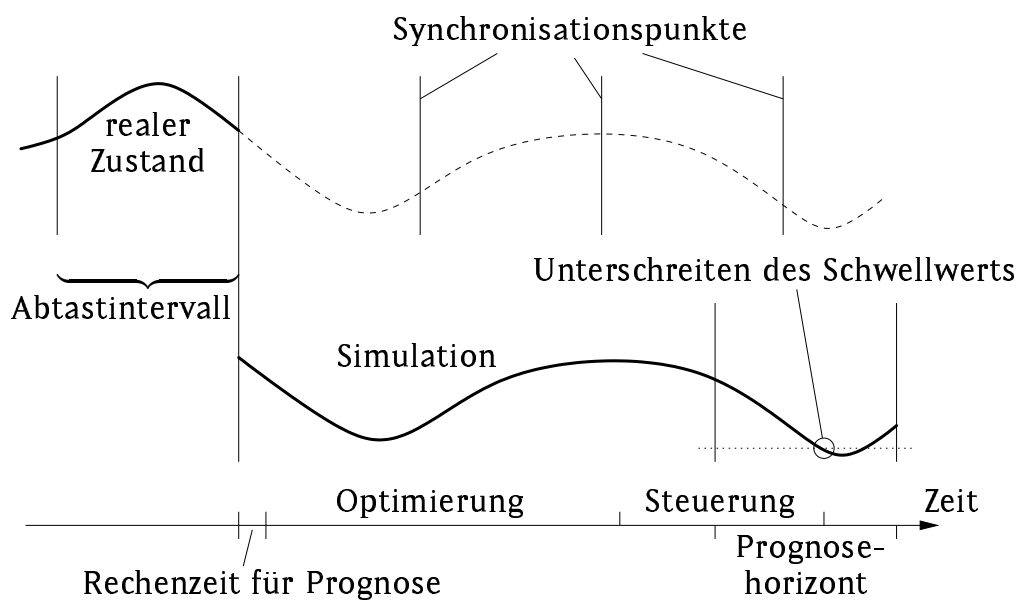 Synchronisationspunkte
realer
Zustand
Unterschreiten des Schwellwerts
Abtastintervall
Simulation
Optimierung
Steuerung
Zeit
Prognose-
horizont
Rechenzeit für Prognose